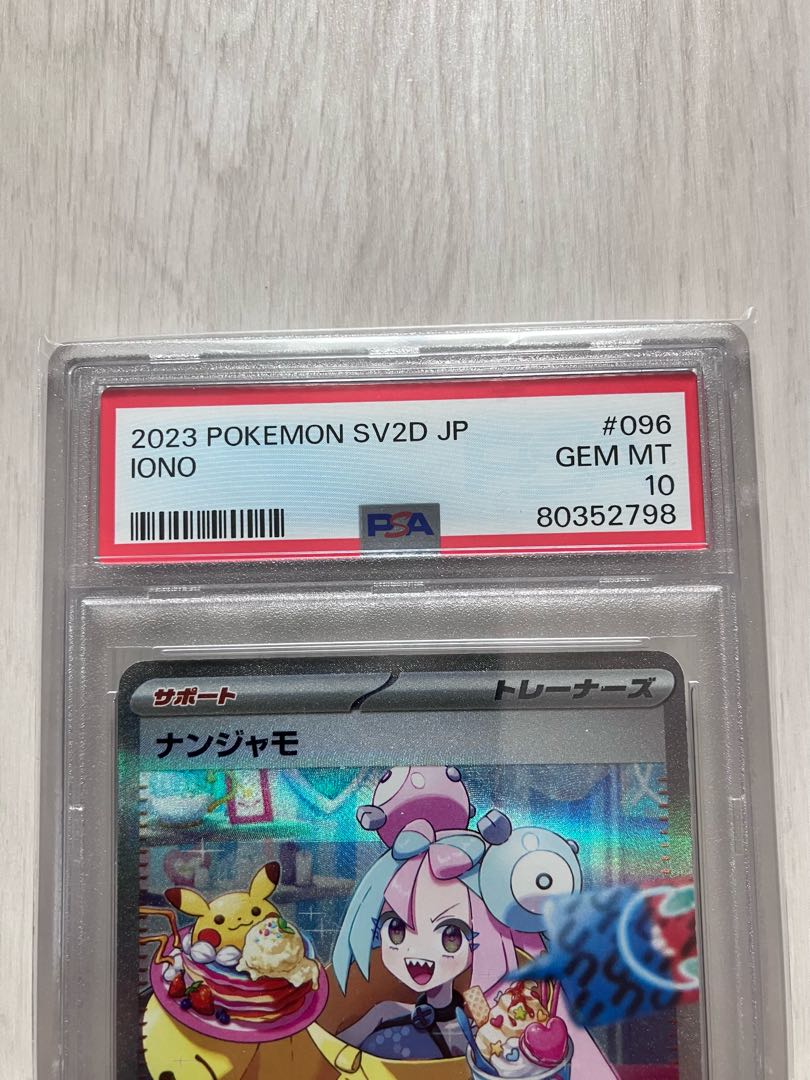 2023 POKEMON SV2D JP
#096
IONO
GEM MT
10
PSA
80352798
サポート
トレーナーズ
ナンジャモ